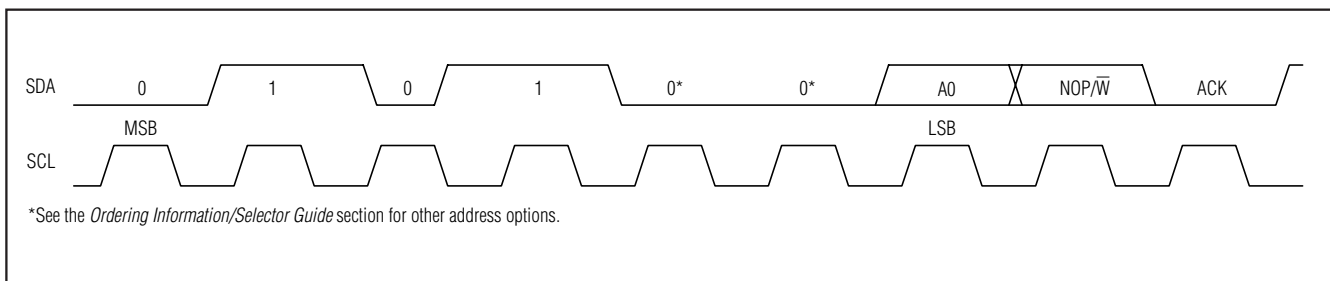 SDA 0 1 0 1 0* 0* A0 NOP/W̅ ACK
MSB LSB
SCL
*See the Ordering Information/Selector Guide section for other address options.